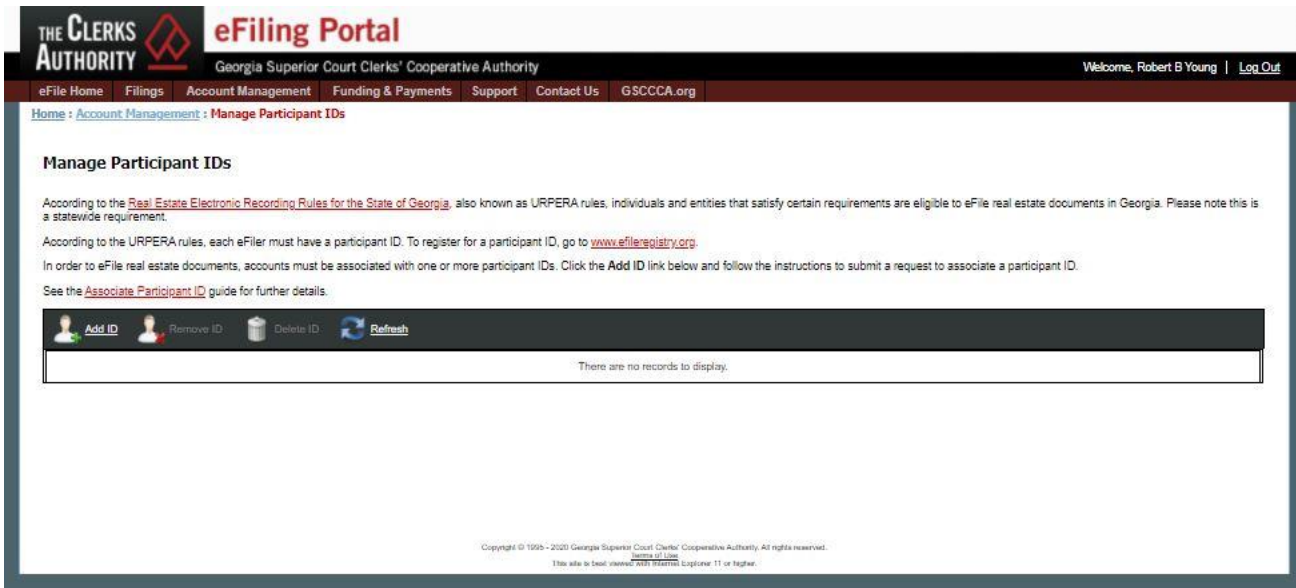 THE CLERKS AUTHORITY
eFiling Portal
Georgia Superior Court Clerks' Cooperative Authority
Welcome, Robert B Young | Log Out
eFile Home Filings Account Management Funding & Payments Support Contact Us GSCCCA.org
Home : Account Management : Manage Participant IDs
Manage Participant IDs
According to the Real Estate Electronic Recording Rules for the State of Georgia, also known as URPERA rules, individuals and entities that satisfy certain requirements are eligible to eFile real estate documents in Georgia. Please note this is
a statewide requirement.
According to the URPERA rules, each eFiler must have a participant ID. To register for a participant ID, go to www.efileregistry.org.
In order to eFile real estate documents, accounts must be associated with one or more participant IDs. Click the Add ID link below and follow the instructions to submit a request to associate a participant ID.
See the Associate Participant ID guide for further details.
Add ID Remove ID Delete ID Refresh
There are no records to display.
Copyright © 1995 - 2020 Georgia Superior Court Clerks' Cooperative Authority. All rights reserved.
Terms of Use
This site is best viewed with Internet Explorer 11 or higher.